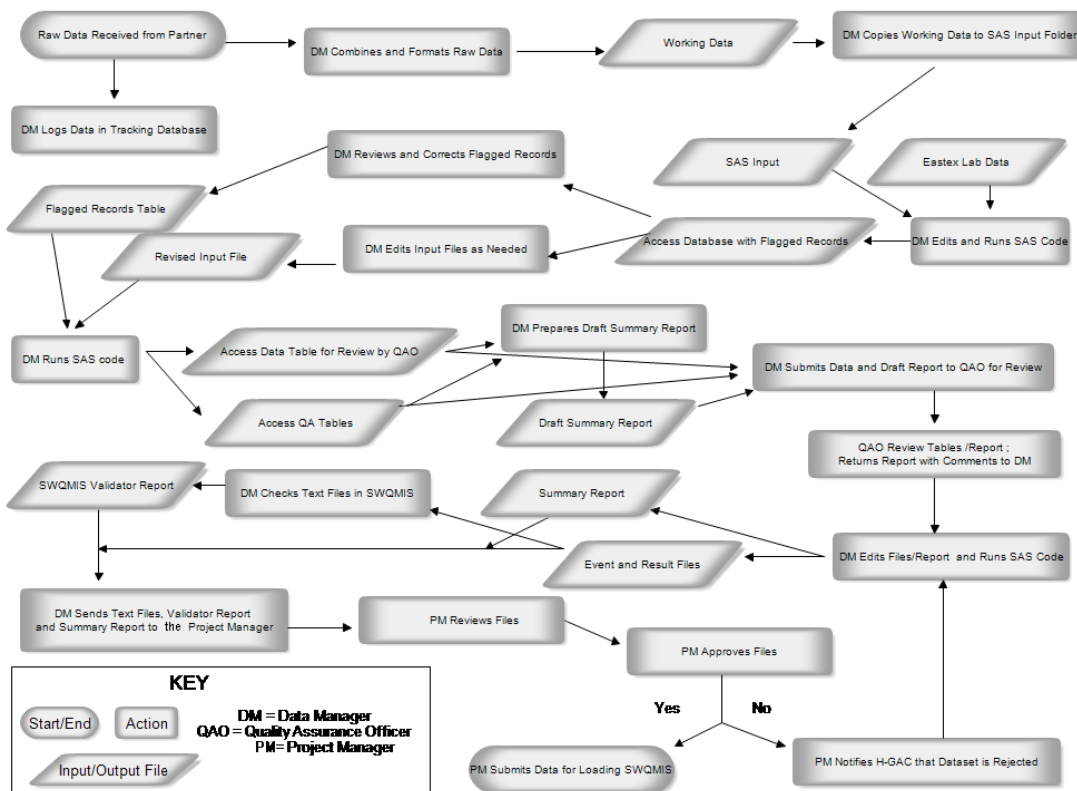 Raw Data Received from Partner
DM Combines and Formats Raw Data
Working Data
DM Copies Working Data to SAS Input Folder
DM Logs Data in Tracking Database
DM Reviews and Corrects Flagged Records
SAS Input
Eastex Lab Data
Flagged Records Table
Revised Input File
DM Edits Input Files as Needed
Access Database with Flagged Records
DM Edits and Runs SAS Code
DM Runs SAS code
Access Data Table for Review by QAO
DM Prepares Draft Summary Report
DM Submits Data and Draft Report to QAO for Review
Access QA Tables
Draft Summary Report
QAO Review Tables /Report ;
Returns Report with Comments to DM
SWQMIS Validator Report
DM Checks Text Files in SWQMIS
Summary Report
Event and Result Files
DM Edits Files/Report and Runs SAS Code
DM Sends Text Files, Validator Report
and Summary Report to the Project Manager
PM Reviews Files
PM Approves Files
Yes
No
PM Submits Data for Loading SWQMIS
PM Notifies H-GAC that Dataset is Rejected
KEY
Start/End
Action
DM = Data Manager
QAO = Quality Assurance Officer
PM= Project Manager
Input/Output File